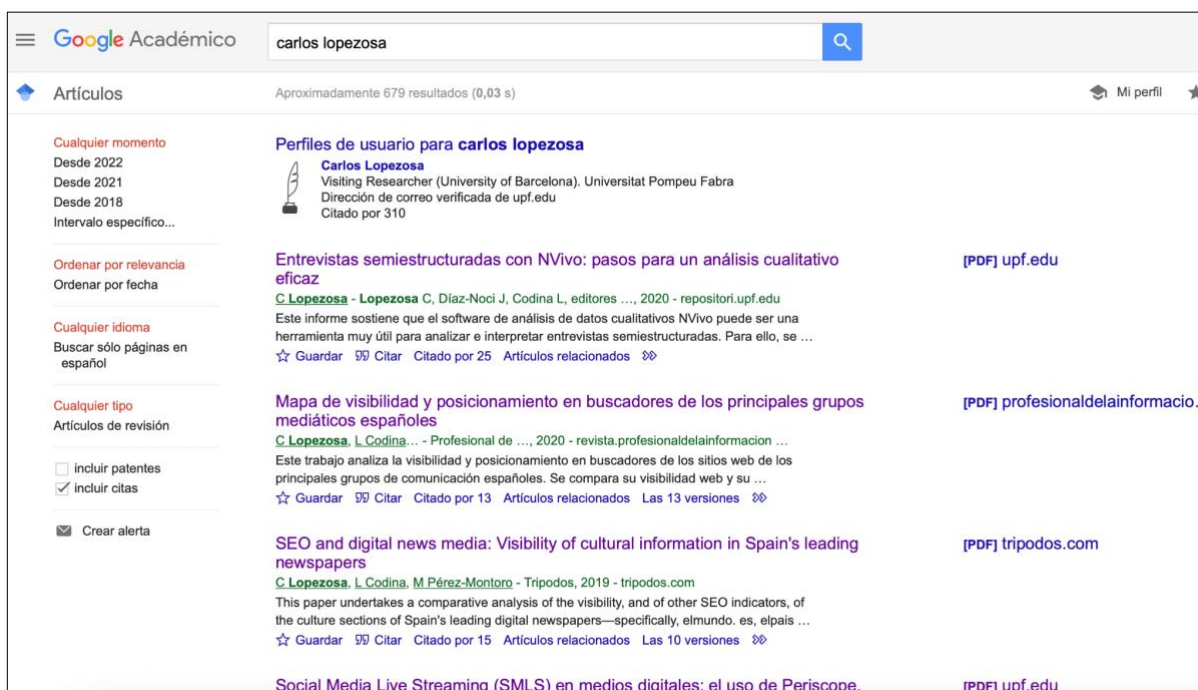 Google Académico
carlos lopezosa
Artículos
Aproximadamente 679 resultados (0,03 s)
Mi perfil
Cualquier momento
Desde 2022
Desde 2021
Desde 2018
Intervalo específico...
Ordenar por relevancia
Ordenar por fecha
Cualquier idioma
Buscar sólo páginas en
español
Cualquier tipo
Artículos de revisión
incluir patentes
incluir citas
Crear alerta
Perfiles de usuario para carlos lopezosa
Carlos Lopezosa
Visiting Researcher (University of Barcelona). Universitat Pompeu Fabra
Dirección de correo verificada de upf.edu
Citado por 310
Entrevistas semiestructuradas con NVivo: pasos para un análisis cualitativo
eficaz
[PDF] upf.edu
C Lopezosa - Lopezosa C, Díaz-Noci J, Codina L, editores ..., 2020 - repositori.upf.edu
Este informe sostiene que el software de análisis de datos cualitativos NVivo puede ser una
herramienta muy útil para analizar e interpretar entrevistas semiestructuradas. Para ello, se ...
Guardar Citar Citado por 25 Artículos relacionados
Mapa de visibilidad y posicionamiento en buscadores de los principales grupos
mediáticos españoles
[PDF] profesionaldelainformacio.
C Lopezosa, L Codina... - Profesional de ..., 2020 - revista.profesionaldelainformacion ...
Este trabajo analiza la visibilidad y posicionamiento en buscadores de los sitios web de los
principales grupos de comunicación españoles. Se compara su visibilidad web y su ...
Guardar Citar Citado por 13 Artículos relacionados Las 13 versiones
SEO and digital news media: Visibility of cultural information in Spain's leading
newspapers
[PDF] tripodos.com
C Lopezosa, L Codina, M Pérez-Montoro - Tripodos, 2019 - tripodos.com
This paper undertakes a comparative analysis of the visibility, and of other SEO indicators, of
the culture sections of Spain's leading digital newspapers—specifically, elmundo. es, elpais ...
Guardar Citar Citado por 15 Artículos relacionados Las 10 versiones
Social Media Live Streaming (SMLS) en medios digitales: el uso de Periscope,
[PDF] upf.edu